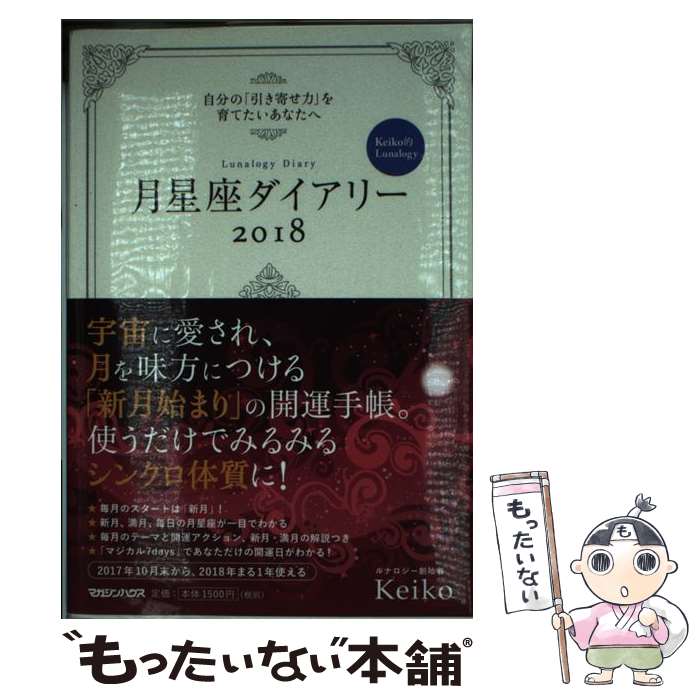 自分の「引き寄せ力」を
育てたいあなたへ
Keiko的
Lunalogy
Lunalogy Diary
月星座ダイアリー
2018
宇宙に愛され、
月を味方につける
「新月始まり」の開運手帳。
使うだけでみるみる
シンクロ体質に!
★毎月のスタートは「新月」!
★新月、満月、毎日の月星座が一目でわかる
★毎月のテーマと開運アクション、新月・満月の解説つき
★「マジカル7days」であなただけの開運日がわかる!
2017年10月末から、2018年まる1年使える
ルナロジー創始者
Keiko
マガジンハウス 定価:本体1500円(税別)
もったいない
"もったいない本舗®